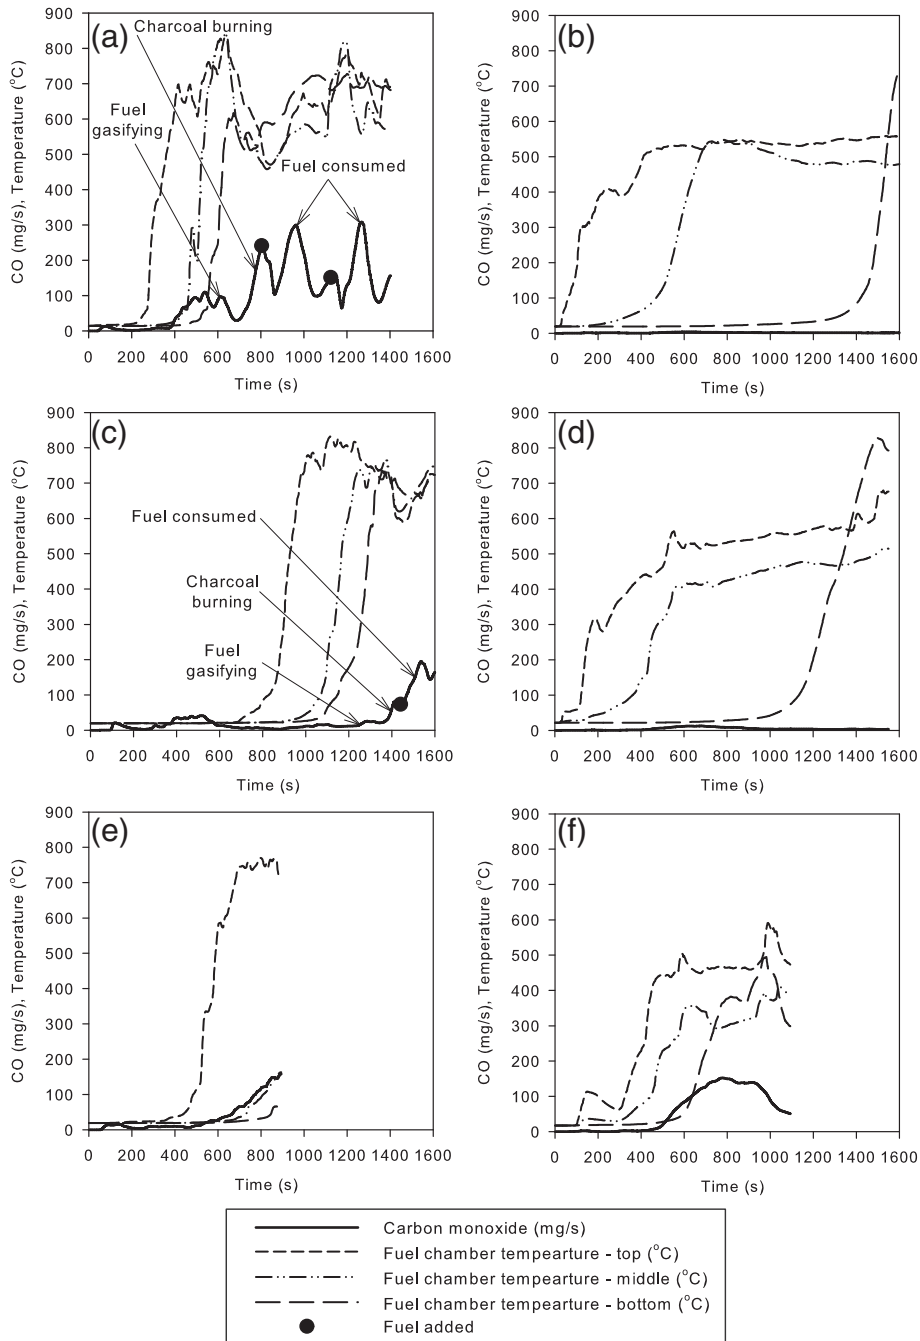 (a)
Charcoal burning
Fuel
gasifying
Fuel consumed
CO (mg/s), Temperature (°C)
900
800
700
600
500
400
300
200
100
0
0 200 400 600 800 1000 1200 1400 1600
Time (s)
(b)
CO (mg/s), Temperature (°C)
900
800
700
600
500
400
300
200
100
0
0 200 400 600 800 1000 1200 1400 1600
Time (s)
(c)
Fuel consumed
Charcoal
burning
Fuel
gasifying
CO (mg/s), Temperature (°C)
900
800
700
600
500
400
300
200
100
0
0 200 400 600 800 1000 1200 1400 1600
Time (s)
(d)
CO (mg/s), Temperature (°C)
900
800
700
600
500
400
300
200
100
0
0 200 400 600 800 1000 1200 1400 1600
Time (s)
(e)
CO (mg/s), Temperature (°C)
900
800
700
600
500
400
300
200
100
0
0 200 400 600 800 1000 1200 1400 1600
Time (s)
(f)
CO (mg/s), Temperature (°C)
900
800
700
600
500
400
300
200
100
0
0 200 400 600 800 1000 1200 1400 1600
Time (s)
Carbon monoxide (mg/s)
Fuel chamber tempearture - top (°C)
Fuel chamber tempearture - middle (°C)
Fuel chamber tempearture - bottom (°C)
Fuel added